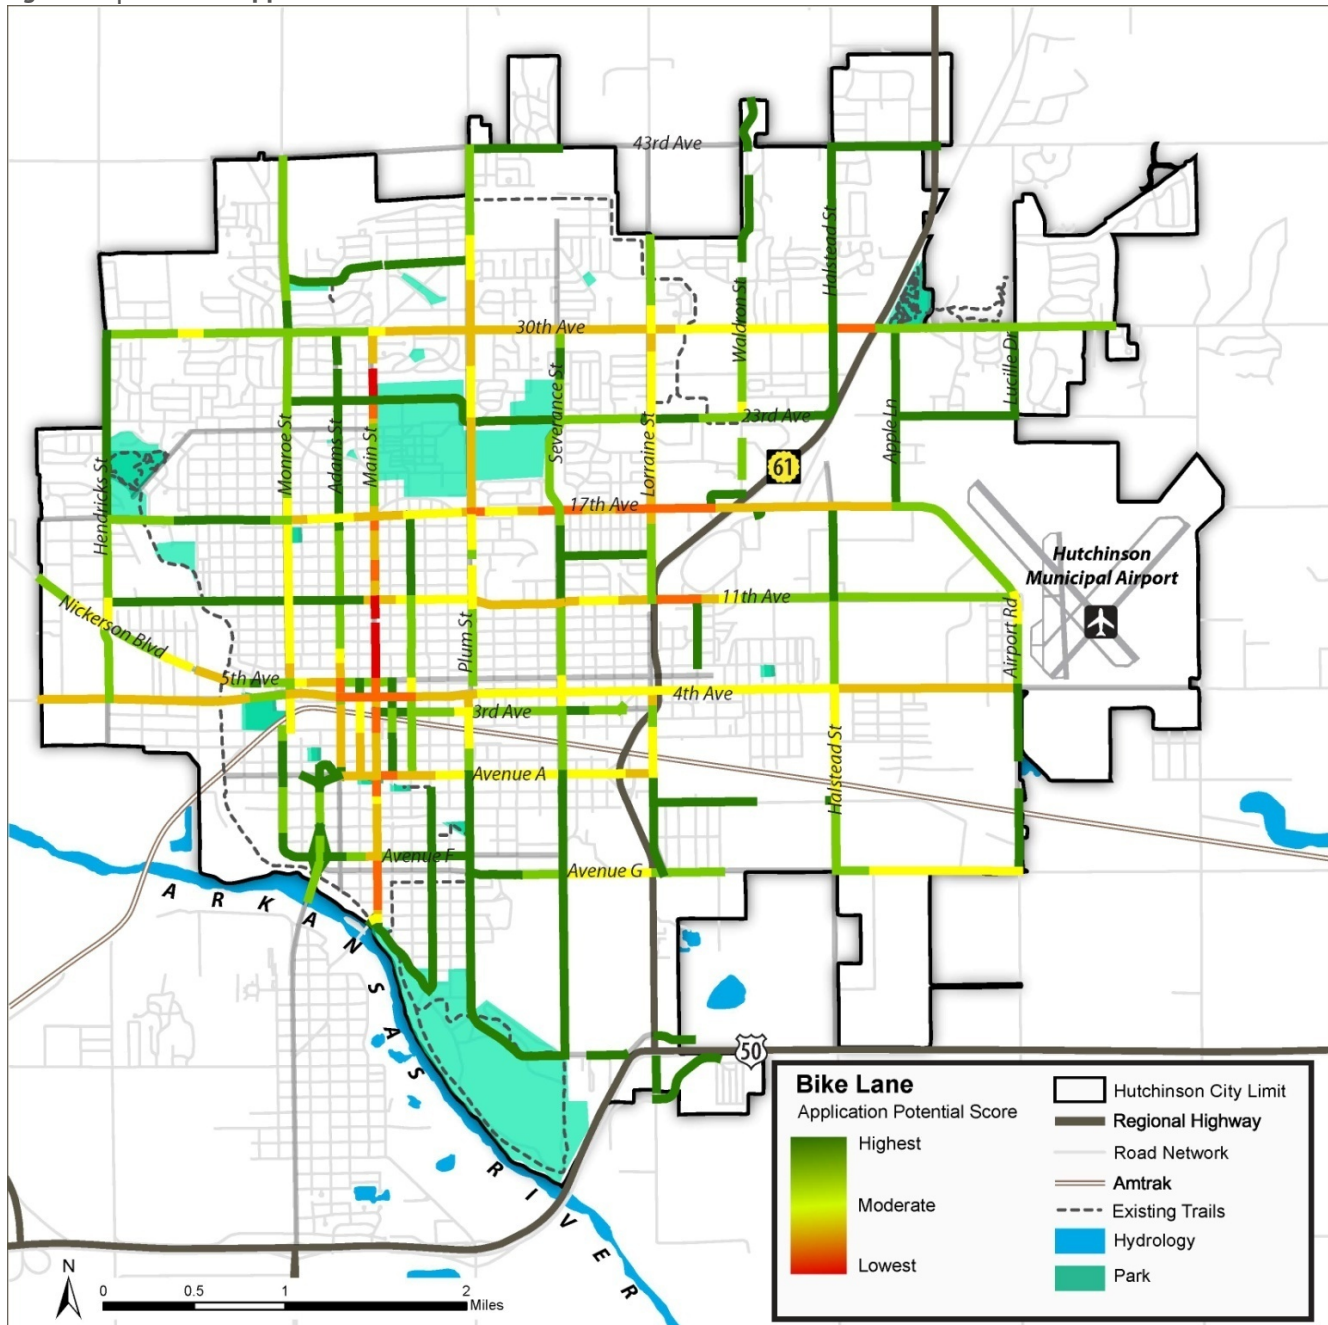 43rd Ave
Halstead St
Waldron St
30th Ave
Lucille Dr
Severance St
23rd Ave
Lorraine St
Apple Ln
Monroe St
Adams St
Main St
Hendricks St
61
17th Ave
Hutchinson
Municipal Airport
11th Ave
Nickerson Blvd
Plum St
Airport Rd
5th Ave
4th Ave
3rd Ave
Avenue A
Halstead St
Avenue F
Avenue G
ARKANSAS RIVER
50
Bike Lane
Application Potential Score
Highest
Moderate
Lowest
Hutchinson City Limit
Regional Highway
Road Network
Amtrak
Existing Trails
Hydrology
Park
N
0 0.5 1 2
Miles